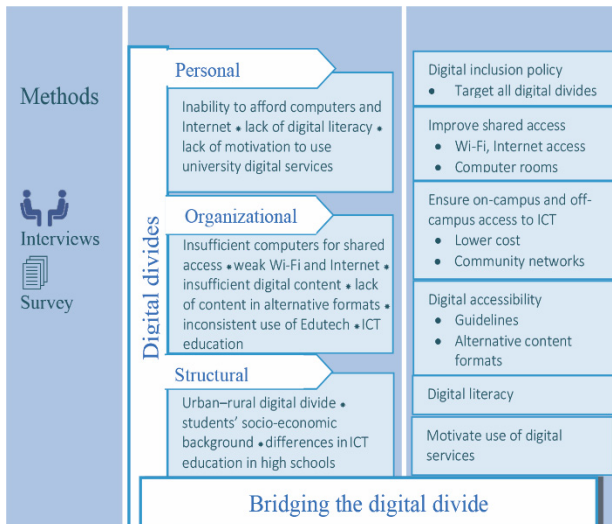 Methods
Interviews
Survey
Digital divides
Personal
Inability to afford computers and
Internet • lack of digital literacy •
lack of motivation to use
university digital services
Organizational
Insufficient computers for shared
access • weak Wi-Fi and Internet •
insufficient digital content • lack
of content in alternative formats •
inconsistent use of Edutech • ICT
education
Structural
Urban–rural digital divide •
students' socio-economic
background • differences in ICT
education in high schools
Digital inclusion policy
• Target all digital divides
Improve shared access
• Wi-Fi, Internet access
• Computer rooms
Ensure on-campus and off-
campus access to ICT
• Lower cost
• Community networks
Digital accessibility
• Guidelines
• Alternative content
formats
Digital literacy
Motivate use of digital
services
Bridging the digital divide